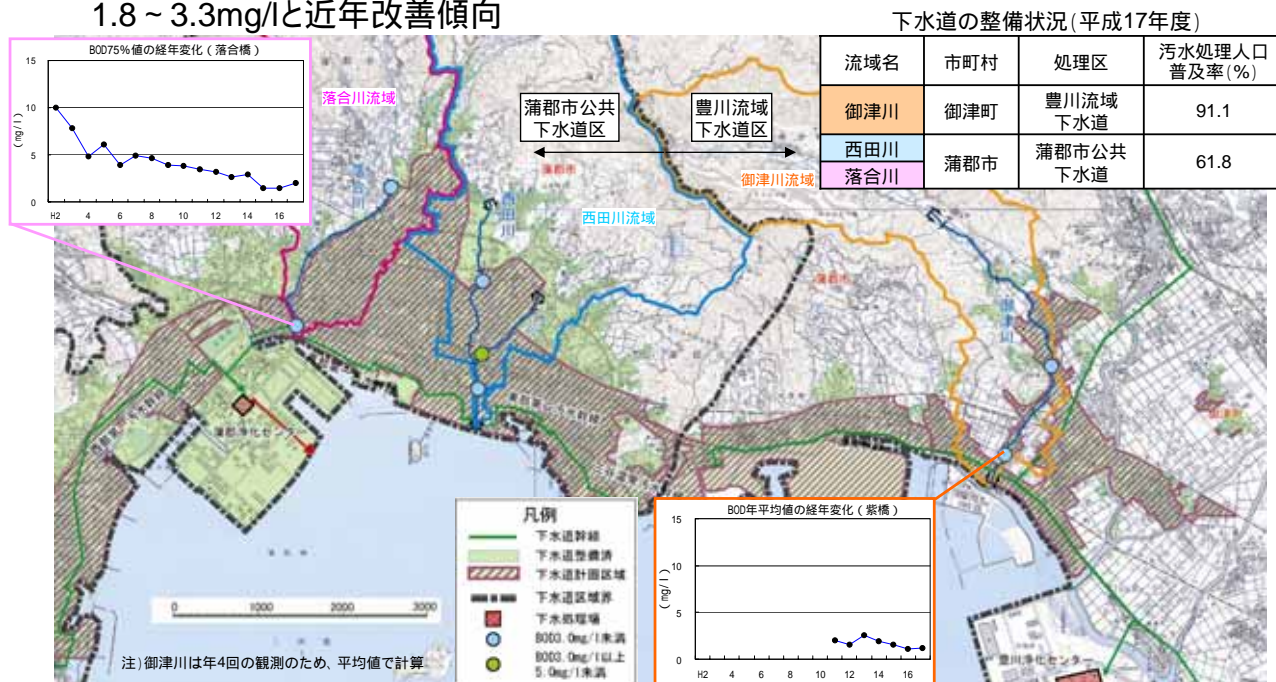 1.8~3.3mg/lと近年改善傾向
下水道の整備状況(平成17年度)
流域名 市町村 処理区 汚水処理人口
普及率(%)
御津川 御津町 豊川流域
下水道 91.1
西田川 蒲郡市 蒲郡市公共
下水道 61.8
落合川
BOD75%値の経年変化(落合橋)
(mg/l)
15
10
5
0
H2 4 6 8 10 12 14 16
落合川流域
蒲郡市公共
下水道区
豊川流域
下水道区
御津川流域
西田川流域
蒲郡市
蒲郡市
落合川
西田川
御津川
蒲郡浄化センター
豊川浄化センター
凡例
下水道幹線
下水道整備済
下水道計画区域
下水道区域界
下水処理場
BOD3.0mg/l未満
BOD3.0mg/l以上
5.0mg/l未満
0 1000 2000 3000
注)御津川は年4回の観測のため、平均値で計算
BOD年平均値の経年変化(紫橋)
(mg/l)
15
10
5
0
H2 4 6 8 10 12 14 16